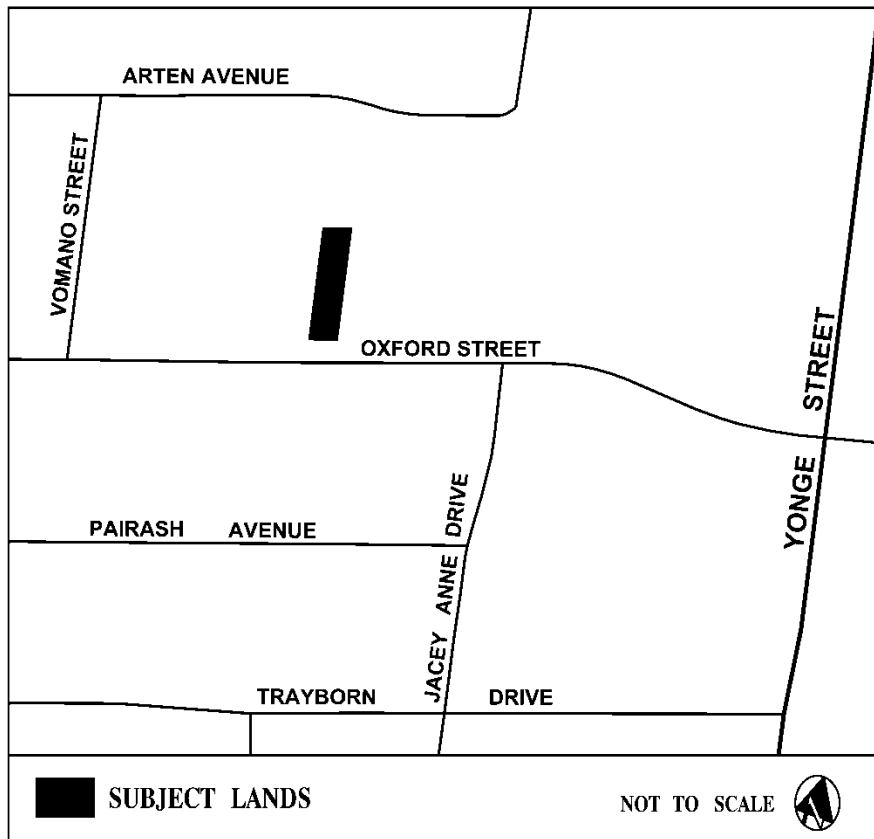 ARTEN AVENUE
VOMANO STREET
OXFORD STREET
YONGE STREET
PAIRASH AVENUE
JACEY ANNE DRIVE
TRAYBORN DRIVE
SUBJECT LANDS
NOT TO SCALE